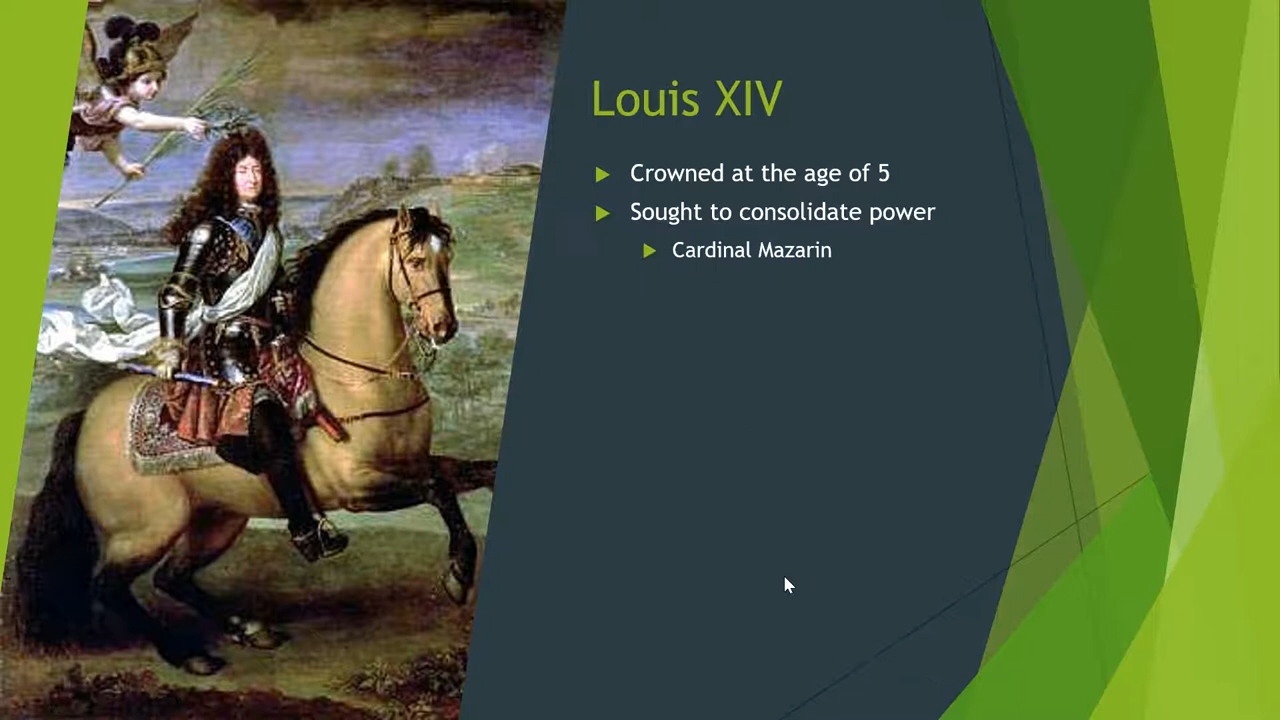 Louis XIV
Crowned at the age of 5
Sought to consolidate power
Cardinal Mazarin